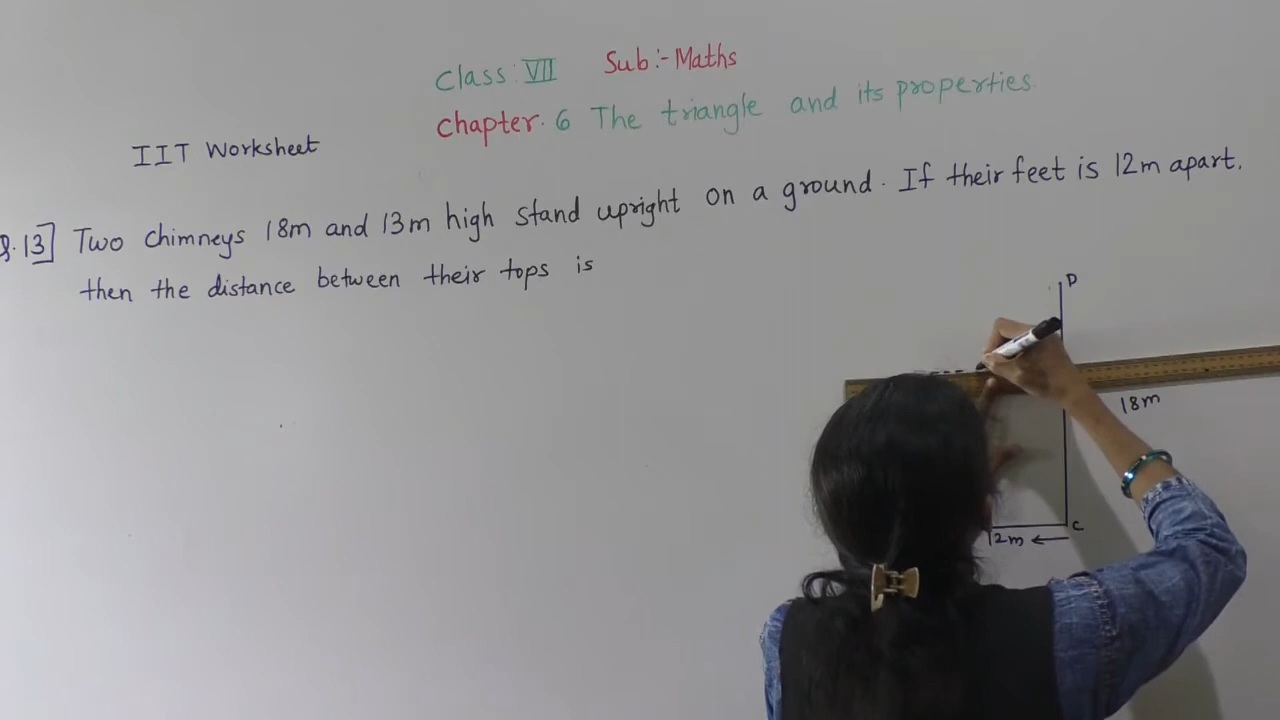 Class: VII Sub:- Maths
Chapter. 6 The triangle and its properties.
IIT Worksheet
Q. 13] Two Chimneys 18m and 13m high stand upright on a ground. If their feet is 12m apart.
then the distance between their tops is
D
18m
C
12m